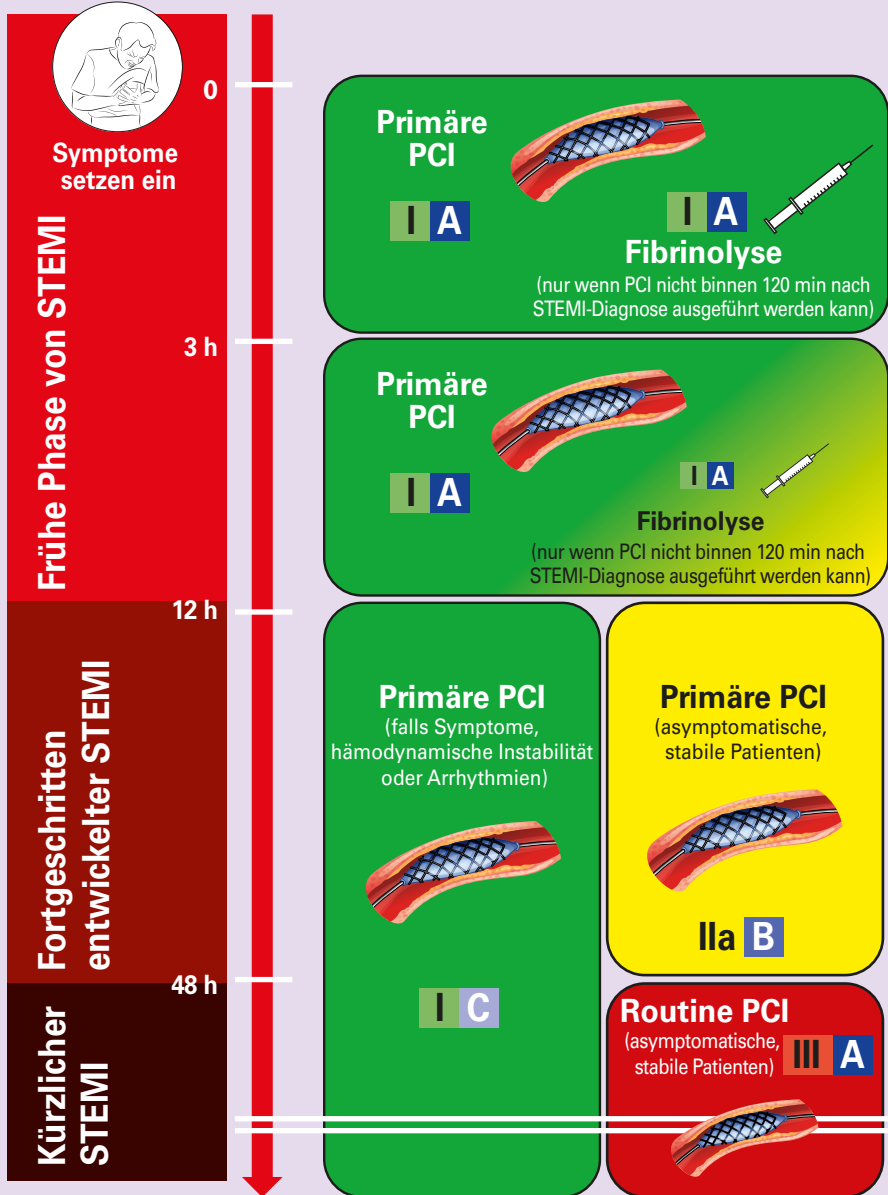 Symptome
setzen ein
Frühe Phase von STEMI
0
Primäre
PCI
I A
I A
Fibrinolyse
(nur wenn PCI nicht binnen 120 min nach
STEMI-Diagnose ausgeführt werden kann)
3 h
Primäre
PCI
I A
I A
Fibrinolyse
(nur wenn PCI nicht binnen 120 min nach
STEMI-Diagnose ausgeführt werden kann)
12 h
Fortgeschritten
entwickelter STEMI
Primäre PCI
(falls Symptome,
hämodynamische Instabilität
oder Arrhythmien)
I C
Primäre PCI
(asymptomatische,
stabile Patienten)
IIa B
48 h
Kürzlicher
STEMI
Routine PCI
(asymptomatische,
stabile Patienten)
III A